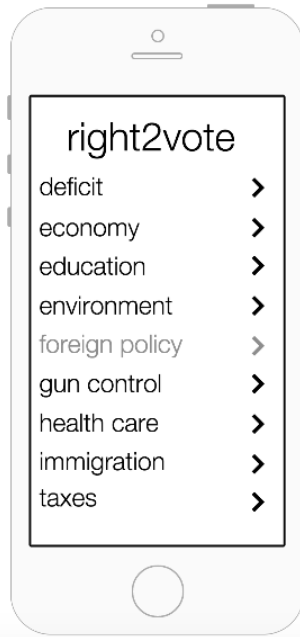 right2vote
deficit
economy
education
environment
foreign policy
gun control
health care
immigration
taxes